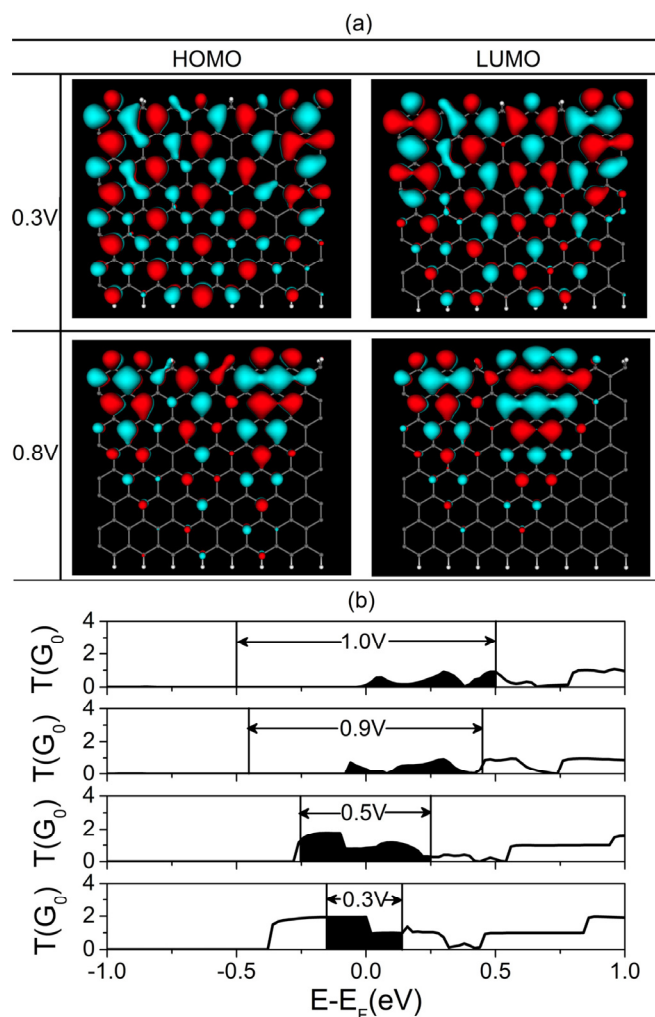 (a)
HOMO LUMO
0.3V
0.8V
(b)
T(G₀) 4 2 0 1.0V
T(G₀) 4 2 0 0.9V
T(G₀) 4 2 0 0.5V
T(G₀) 4 2 0 0.3V
-1.0 -0.5 0.0 0.5 1.0
E-E_F(eV)